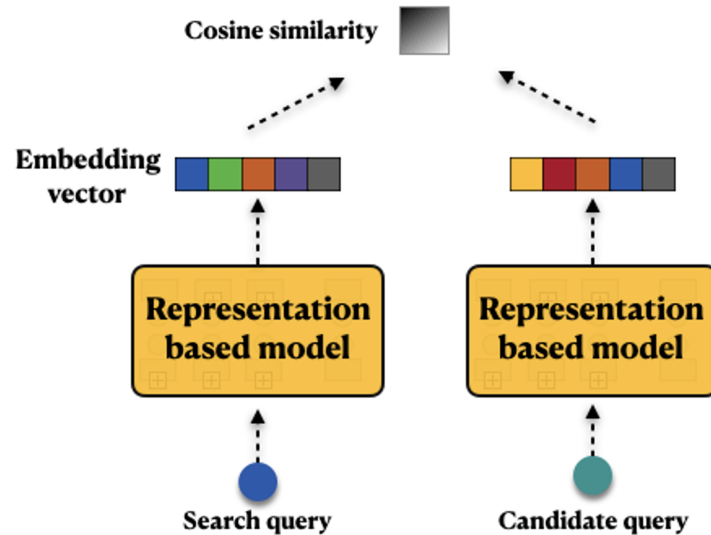 Cosine similarity
Embedding
vector
Representation
based model
Representation
based model
Search query
Candidate query